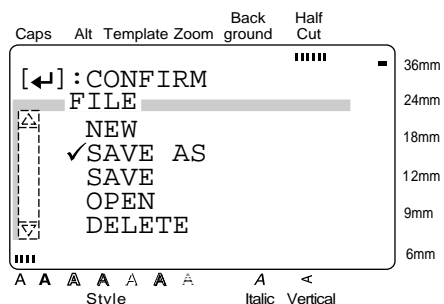 Back Half
Caps Alt Template Zoom ground Cut
[↵]:CONFIRM
36mm
FILE
24mm
NEW
18mm
✓SAVE AS
SAVE
12mm
OPEN
9mm
DELETE
6mm
A A A A A A A A A
Style Italic Vertical